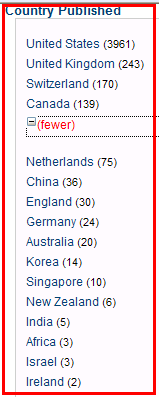 Country Published
United States (3961)
United Kingdom (243)
Switzerland (170)
Canada (139)
(fewer)
Netherlands (75)
China (36)
England (30)
Germany (24)
Australia (20)
Korea (14)
Singapore (10)
New Zealand (6)
India (5)
Africa (3)
Israel (3)
Ireland (2)